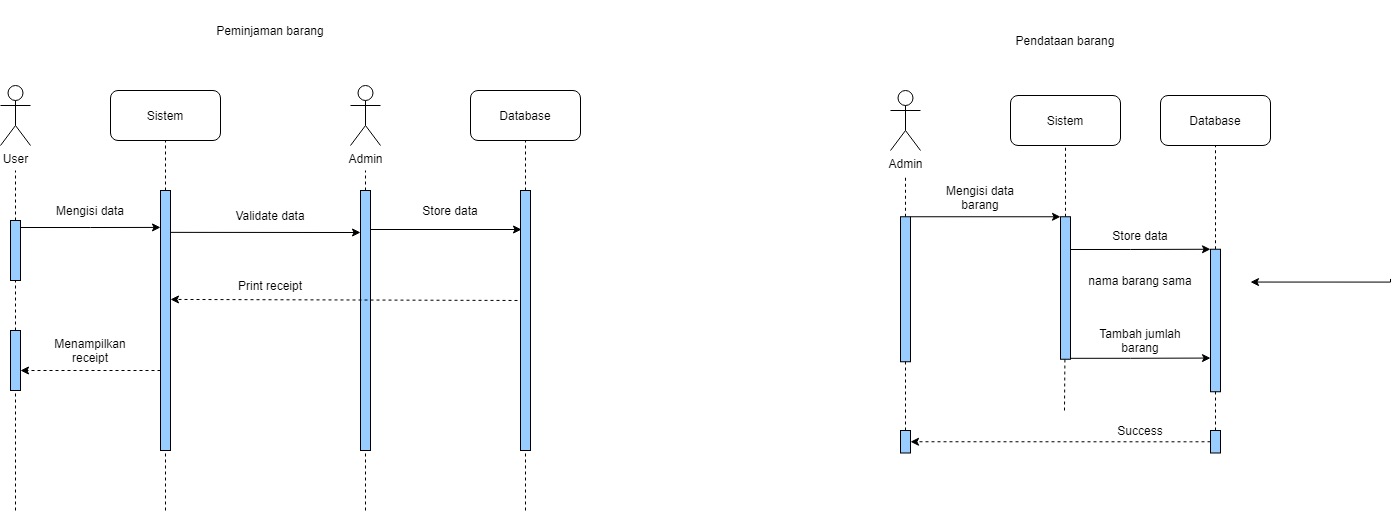 Peminjaman barang
Sistem
Database
User
Admin
Mengisi data
Validate data
Store data
Print receipt
Menampilkan
receipt
Pendataan barang
Sistem
Database
Admin
Mengisi data
barang
Store data
nama barang sama
Tambah jumlah
barang
Success